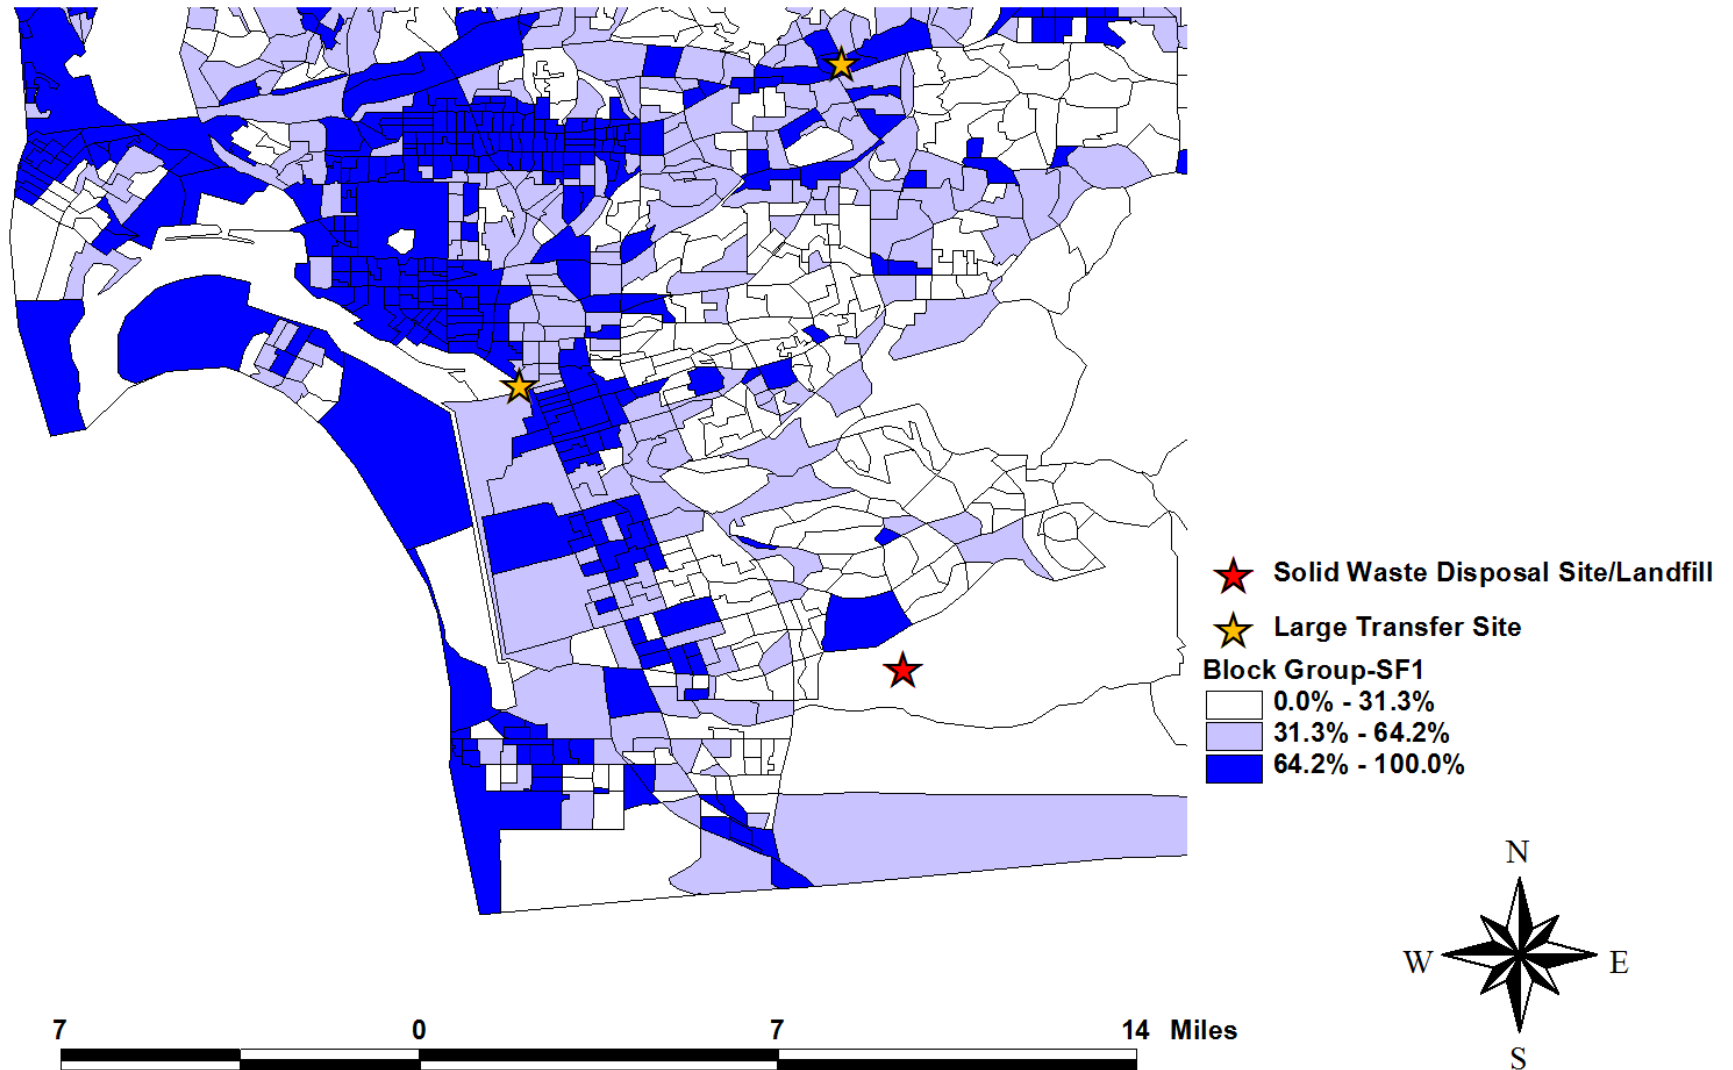 Solid Waste Disposal Site/Landfill
Large Transfer Site
Block Group-SF1
0.0% - 31.3%
31.3% - 64.2%
64.2% - 100.0%
N
W E
S
7 0 7 14 Miles